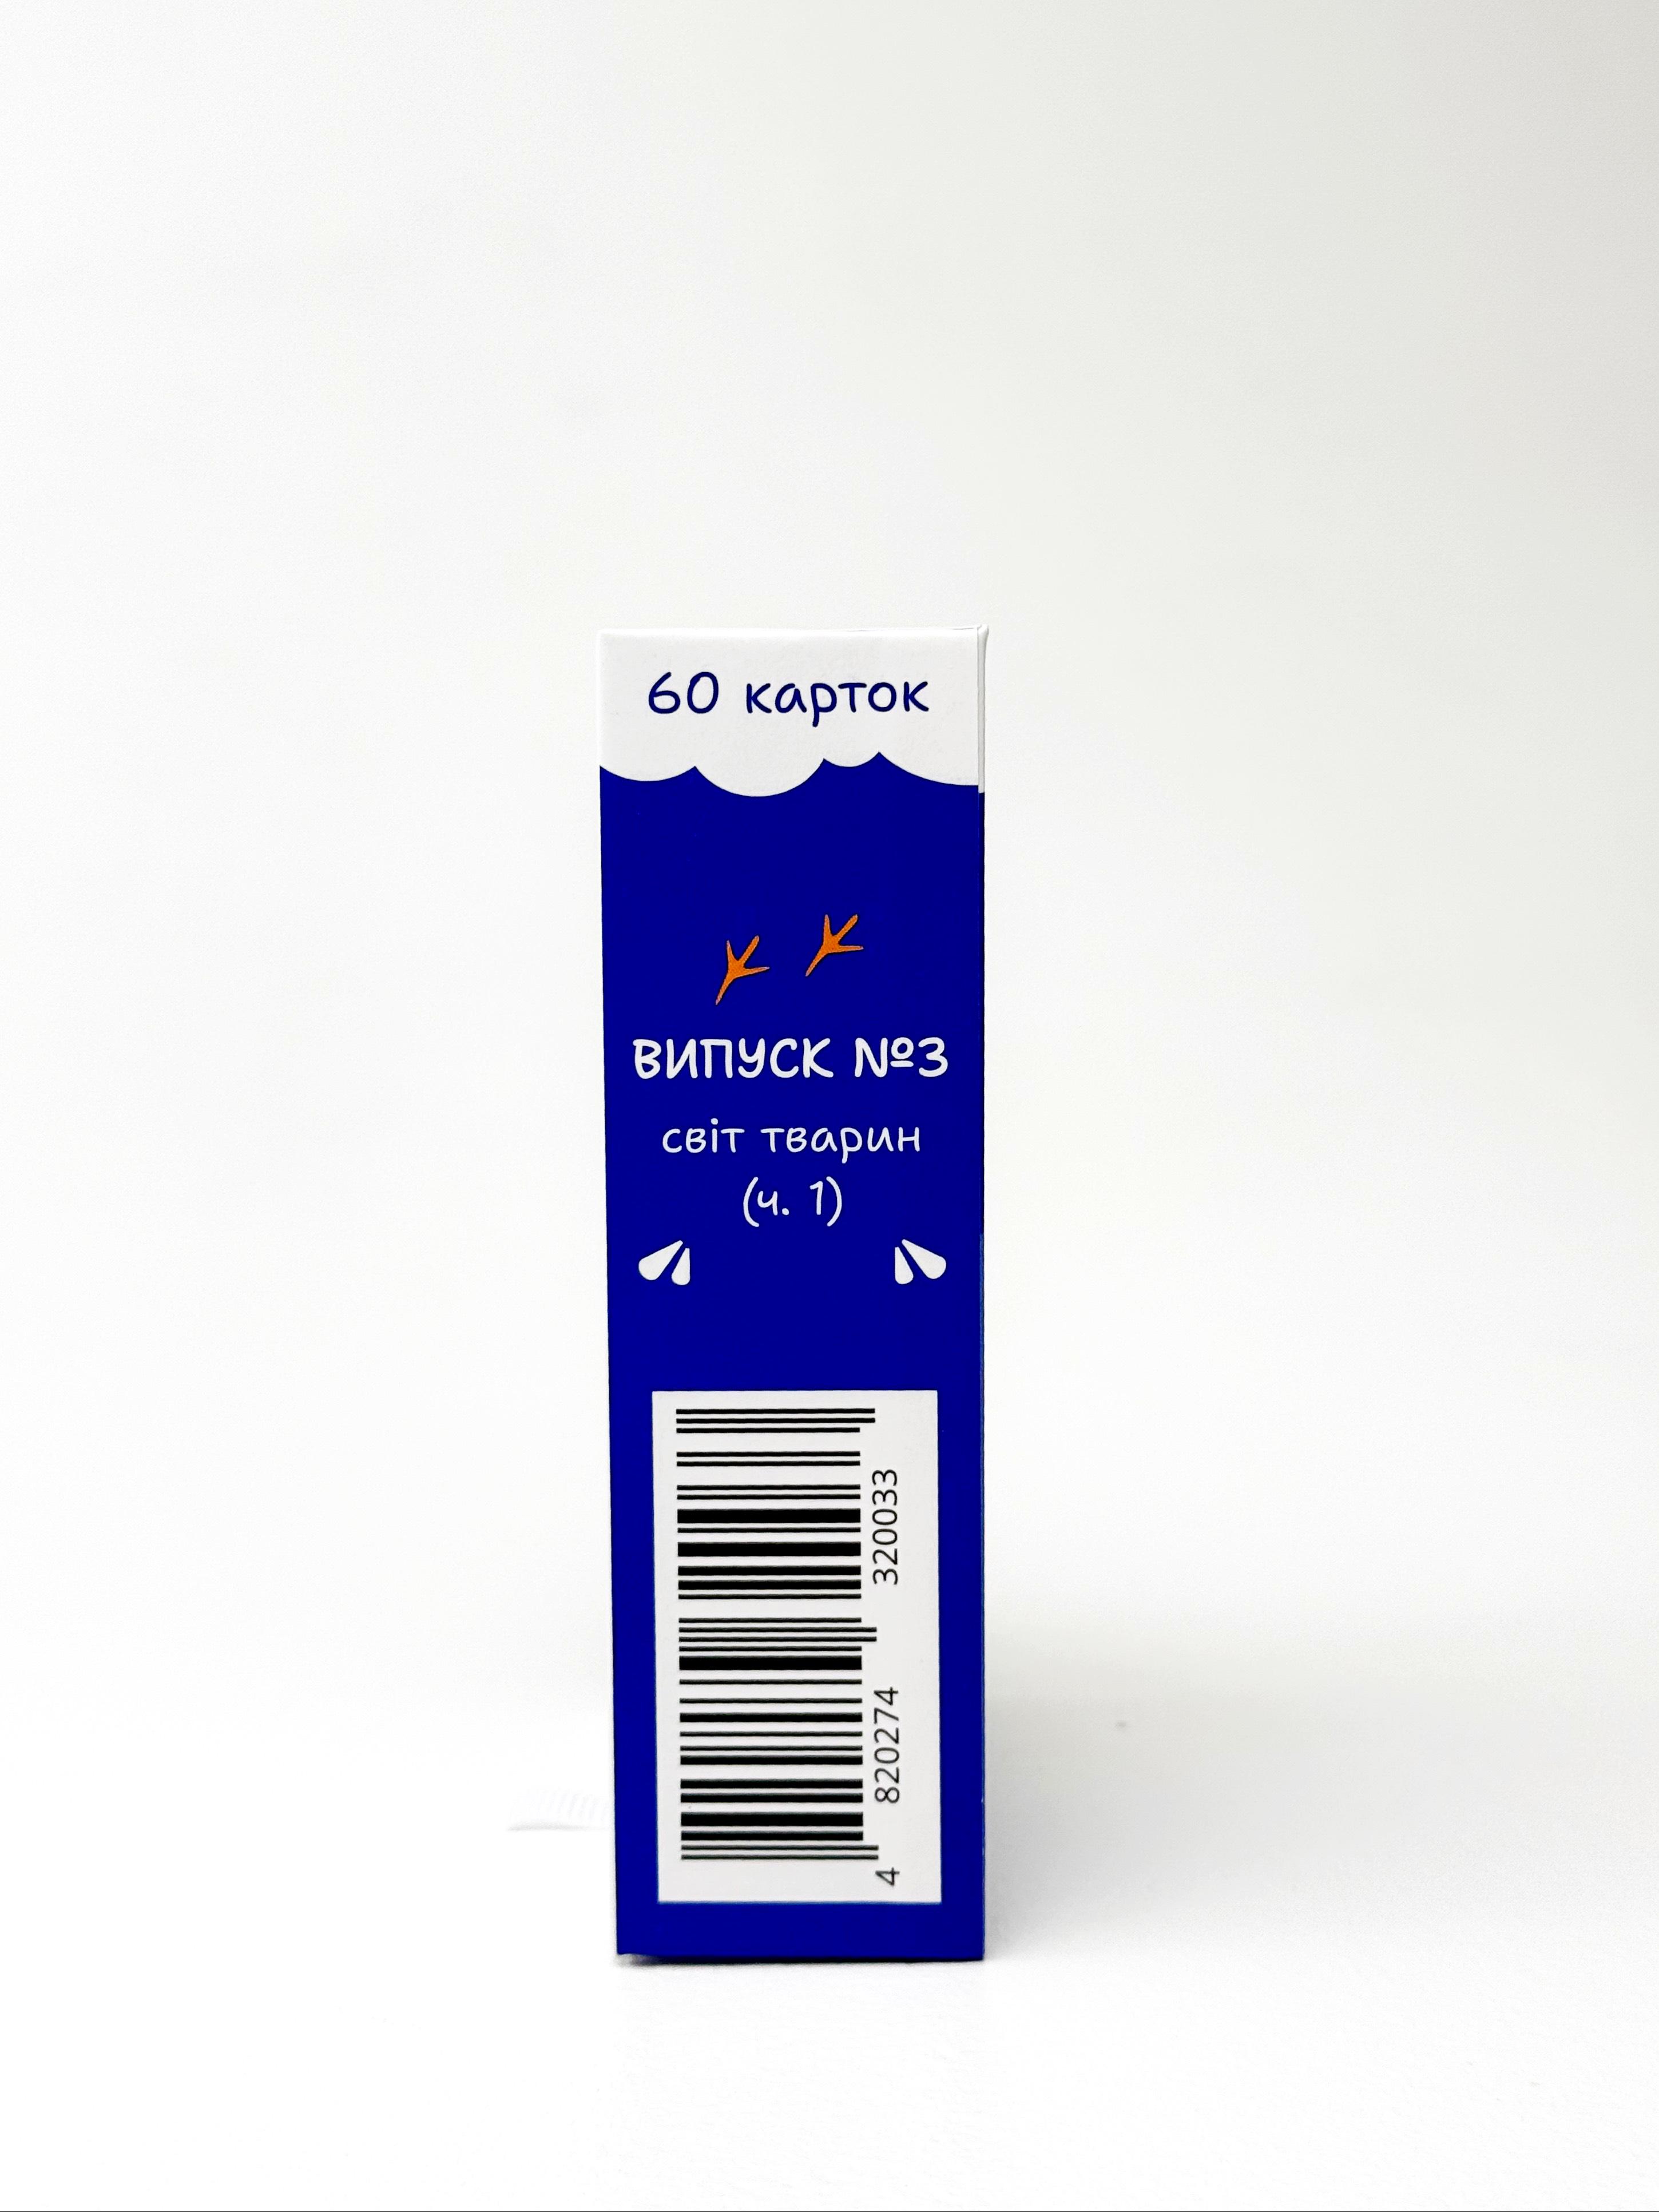 60 карток
ВИПУСК №3
світ тварин
(ч. 1)
4 820274 320033